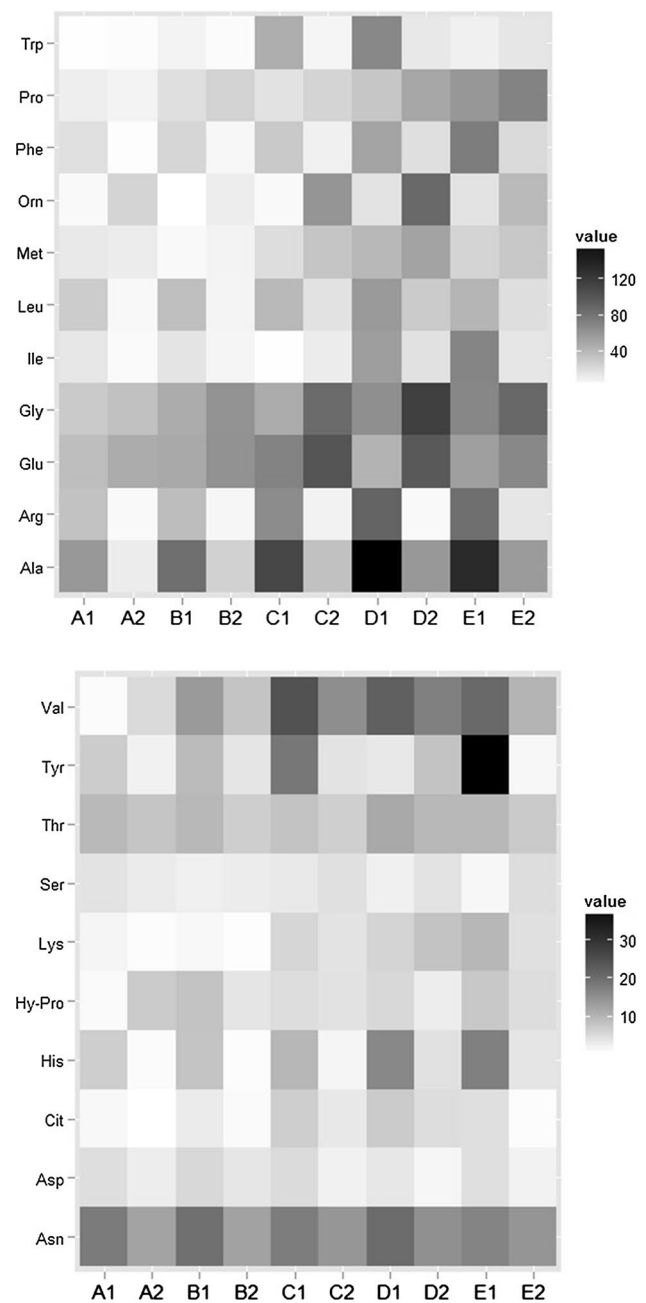 Trp
Pro
Phe
Orn
Met
Leu
Ile
Gly
Glu
Arg
Ala
A1 A2 B1 B2 C1 C2 D1 D2 E1 E2
value
120
80
40
Val
Tyr
Thr
Ser
Lys
Hy-Pro
His
Cit
Asp
Asn
A1 A2 B1 B2 C1 C2 D1 D2 E1 E2
value
30
20
10